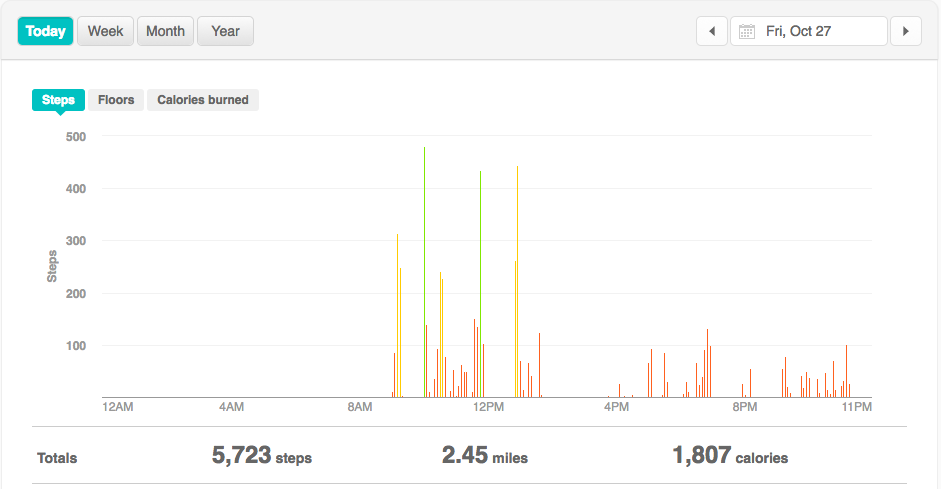 Today Week Month Year Fri, Oct 27
Steps Floors Calories burned
500
400
300
Steps
200
100
12AM 4AM 8AM 12PM 4PM 8PM 11PM
Totals 5,723 steps 2.45 miles 1,807 calories